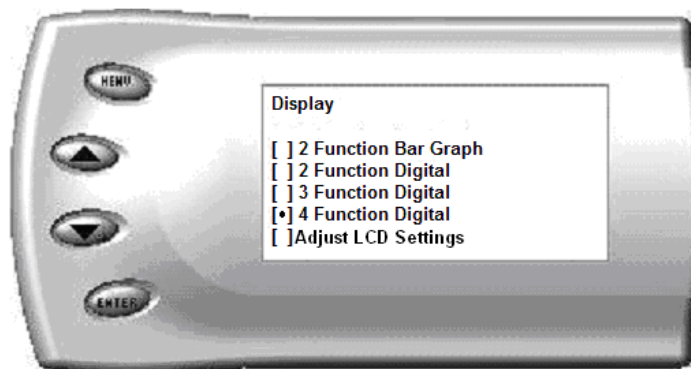 MENU
Display
[ ] 2 Function Bar Graph
[ ] 2 Function Digital
[ ] 3 Function Digital
[•] 4 Function Digital
[ ]Adjust LCD Settings
ENTER